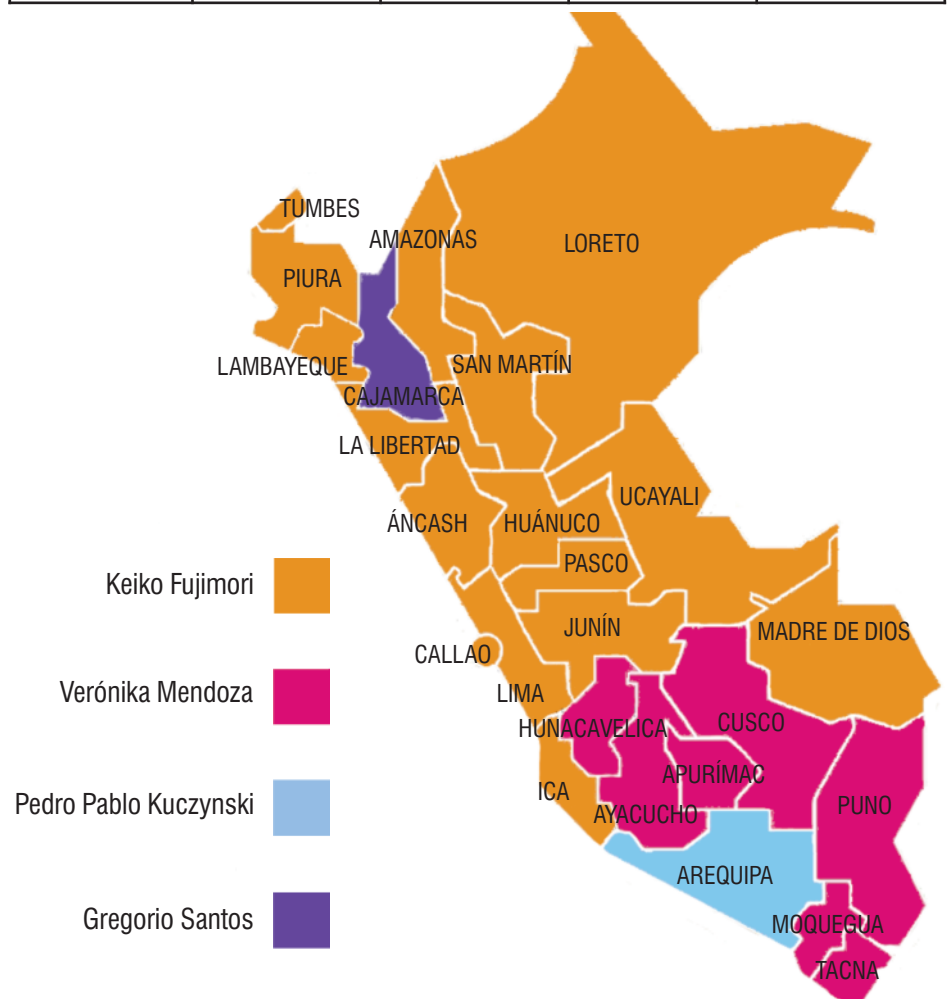 TUMBES
AMAZONAS
LORETO
PIURA
LAMBAYEQUE
SAN MARTÍN
CAJAMARCA
LA LIBERTAD
UCAYALI
ÁNCASH
HUÁNUCO
PASCO
Keiko Fujimori
JUNÍN
MADRE DE DIOS
CALLAO
Verónika Mendoza
LIMA
CUSCO
HUNACAVELICA
APURÍMAC
ICA
PUNO
Pedro Pablo Kuczynski
AYACUCHO
AREQUIPA
Gregorio Santos
MOQUEGUA
TACNA